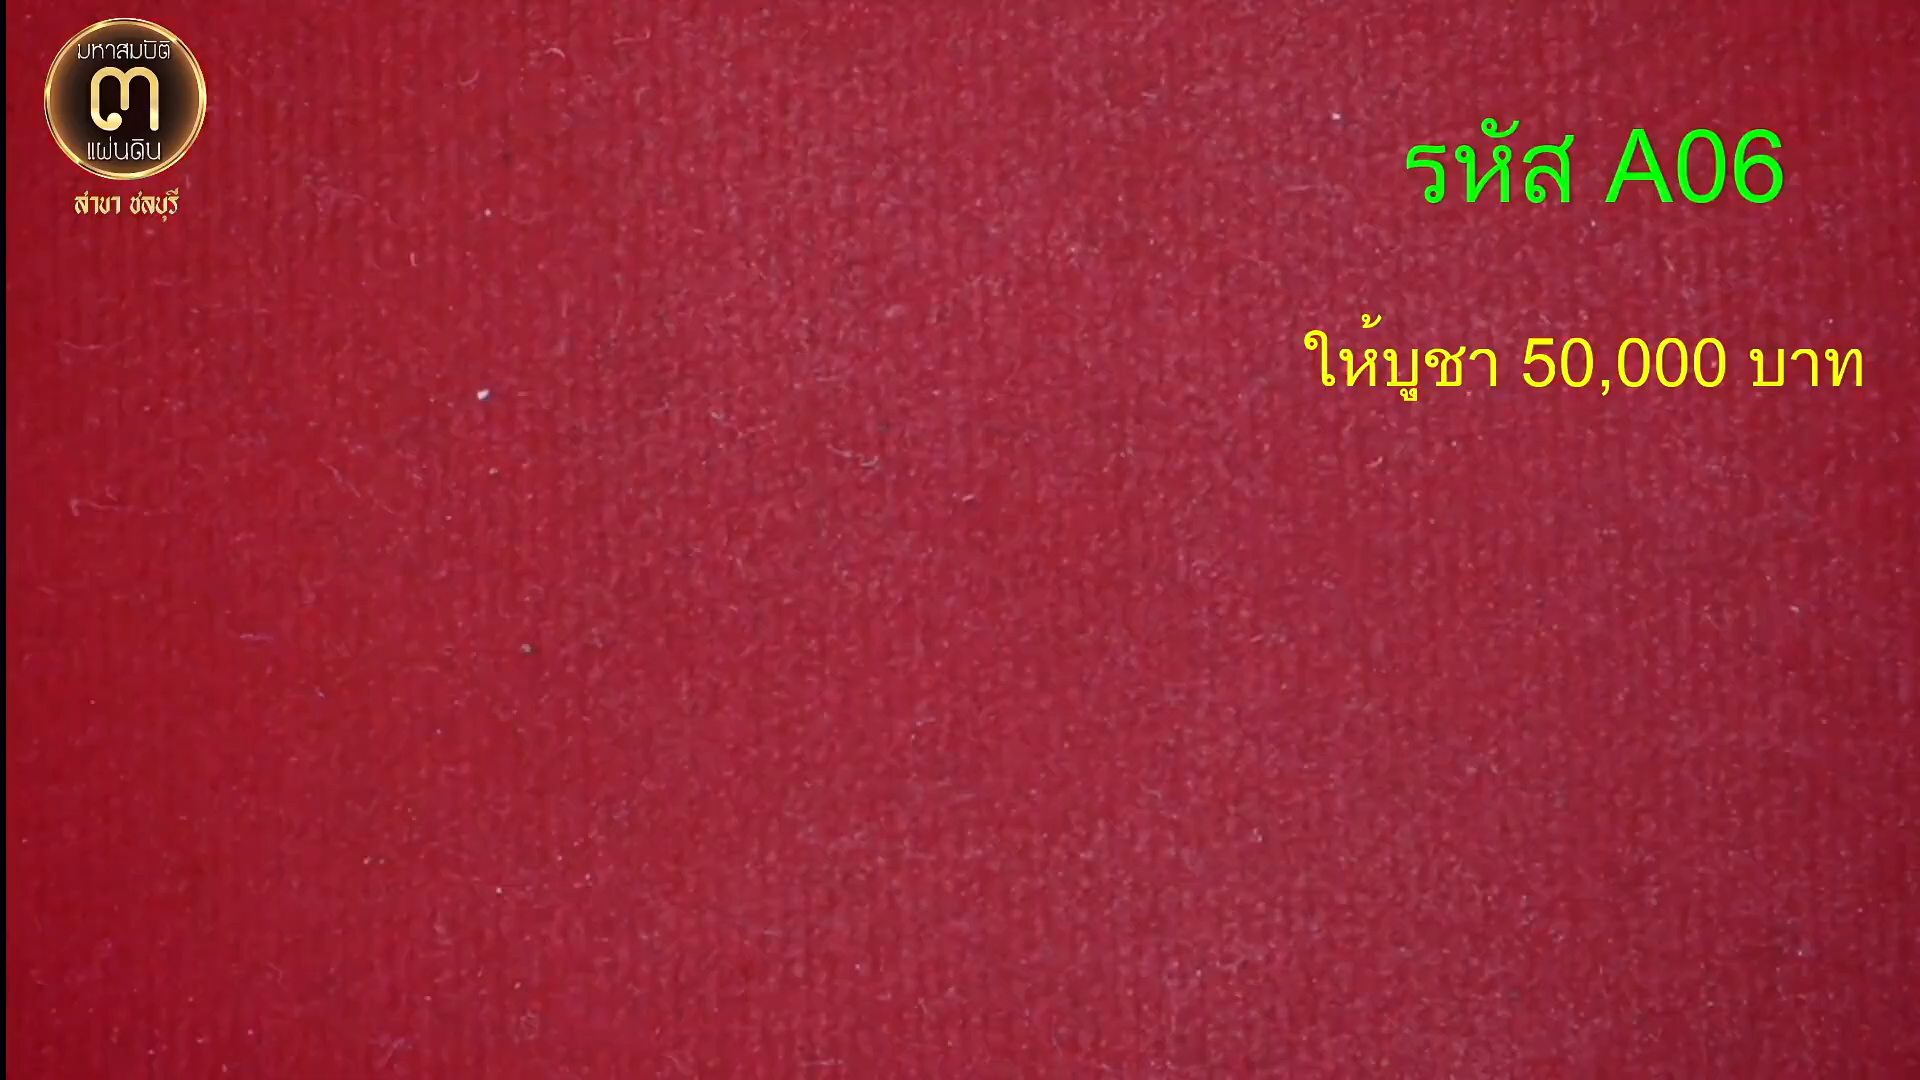 มหาสมบัติ
๓
แผ่นดิน
สาขา ชลบุรี
รหัส A06
ให้บูชา 50,000 บาท